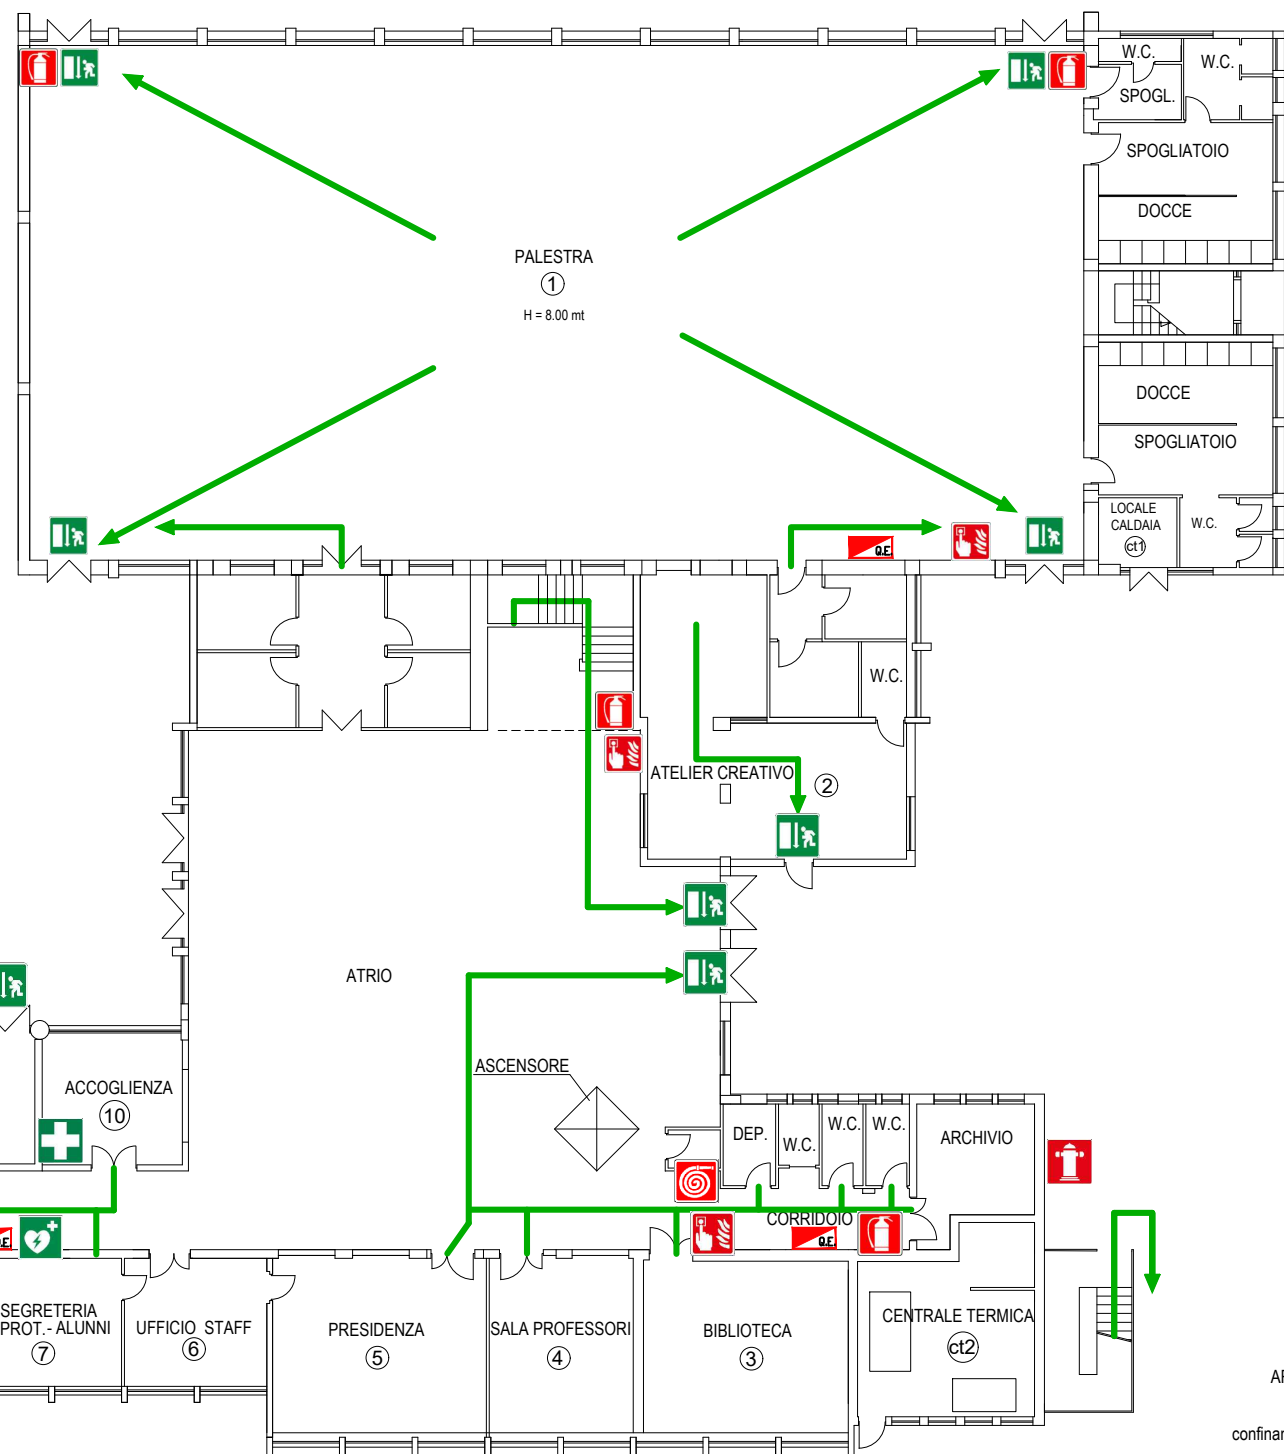 W.C.
W.C.
SPOGL.
SPOGLIATOIO
DOCCE
PALESTRA
1
H = 8.00 mt
DOCCE
SPOGLIATOIO
LOCALE
CALDAIA
ct1
W.C.
Q.E.
W.C.
ATELIER CREATIVO
2
ATRIO
ASCENSORE
ACCOGLIENZA
10
DEP.
W.C.
W.C.
W.C.
ARCHIVIO
CORRIDOIO
Q.E.
Q.E.
SEGRETERIA
PROT.- ALUNNI
7
UFFICIO STAFF
6
PRESIDENZA
5
SALA PROFESSORI
4
BIBLIOTECA
3
CENTRALE TERMICA
ct2